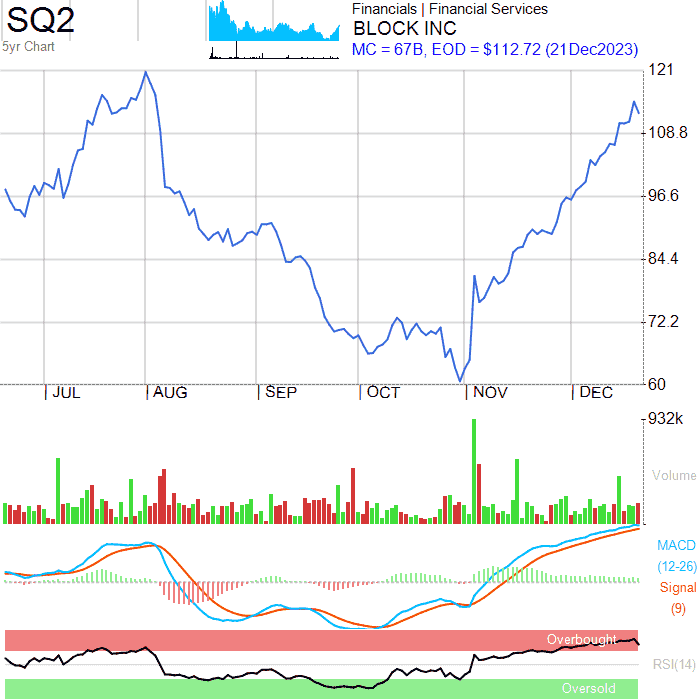 SQ2
5yr Chart
Financials | Financial Services
BLOCK INC
MC = 67B, EOD = $112.72 (21Dec2023)
121
108.8
96.6
84.4
72.2
60
JUL AUG SEP OCT NOV DEC
932k
Volume
MACD
(12-26)
Signal
(9)
Overbought
RSI(14)
Oversold